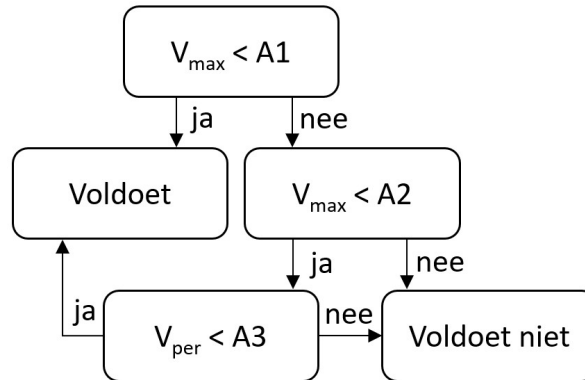 Vmax < A1
ja
nee
Voldoet
Vmax < A2
ja
nee
ja
Vper < A3
nee
Voldoet niet